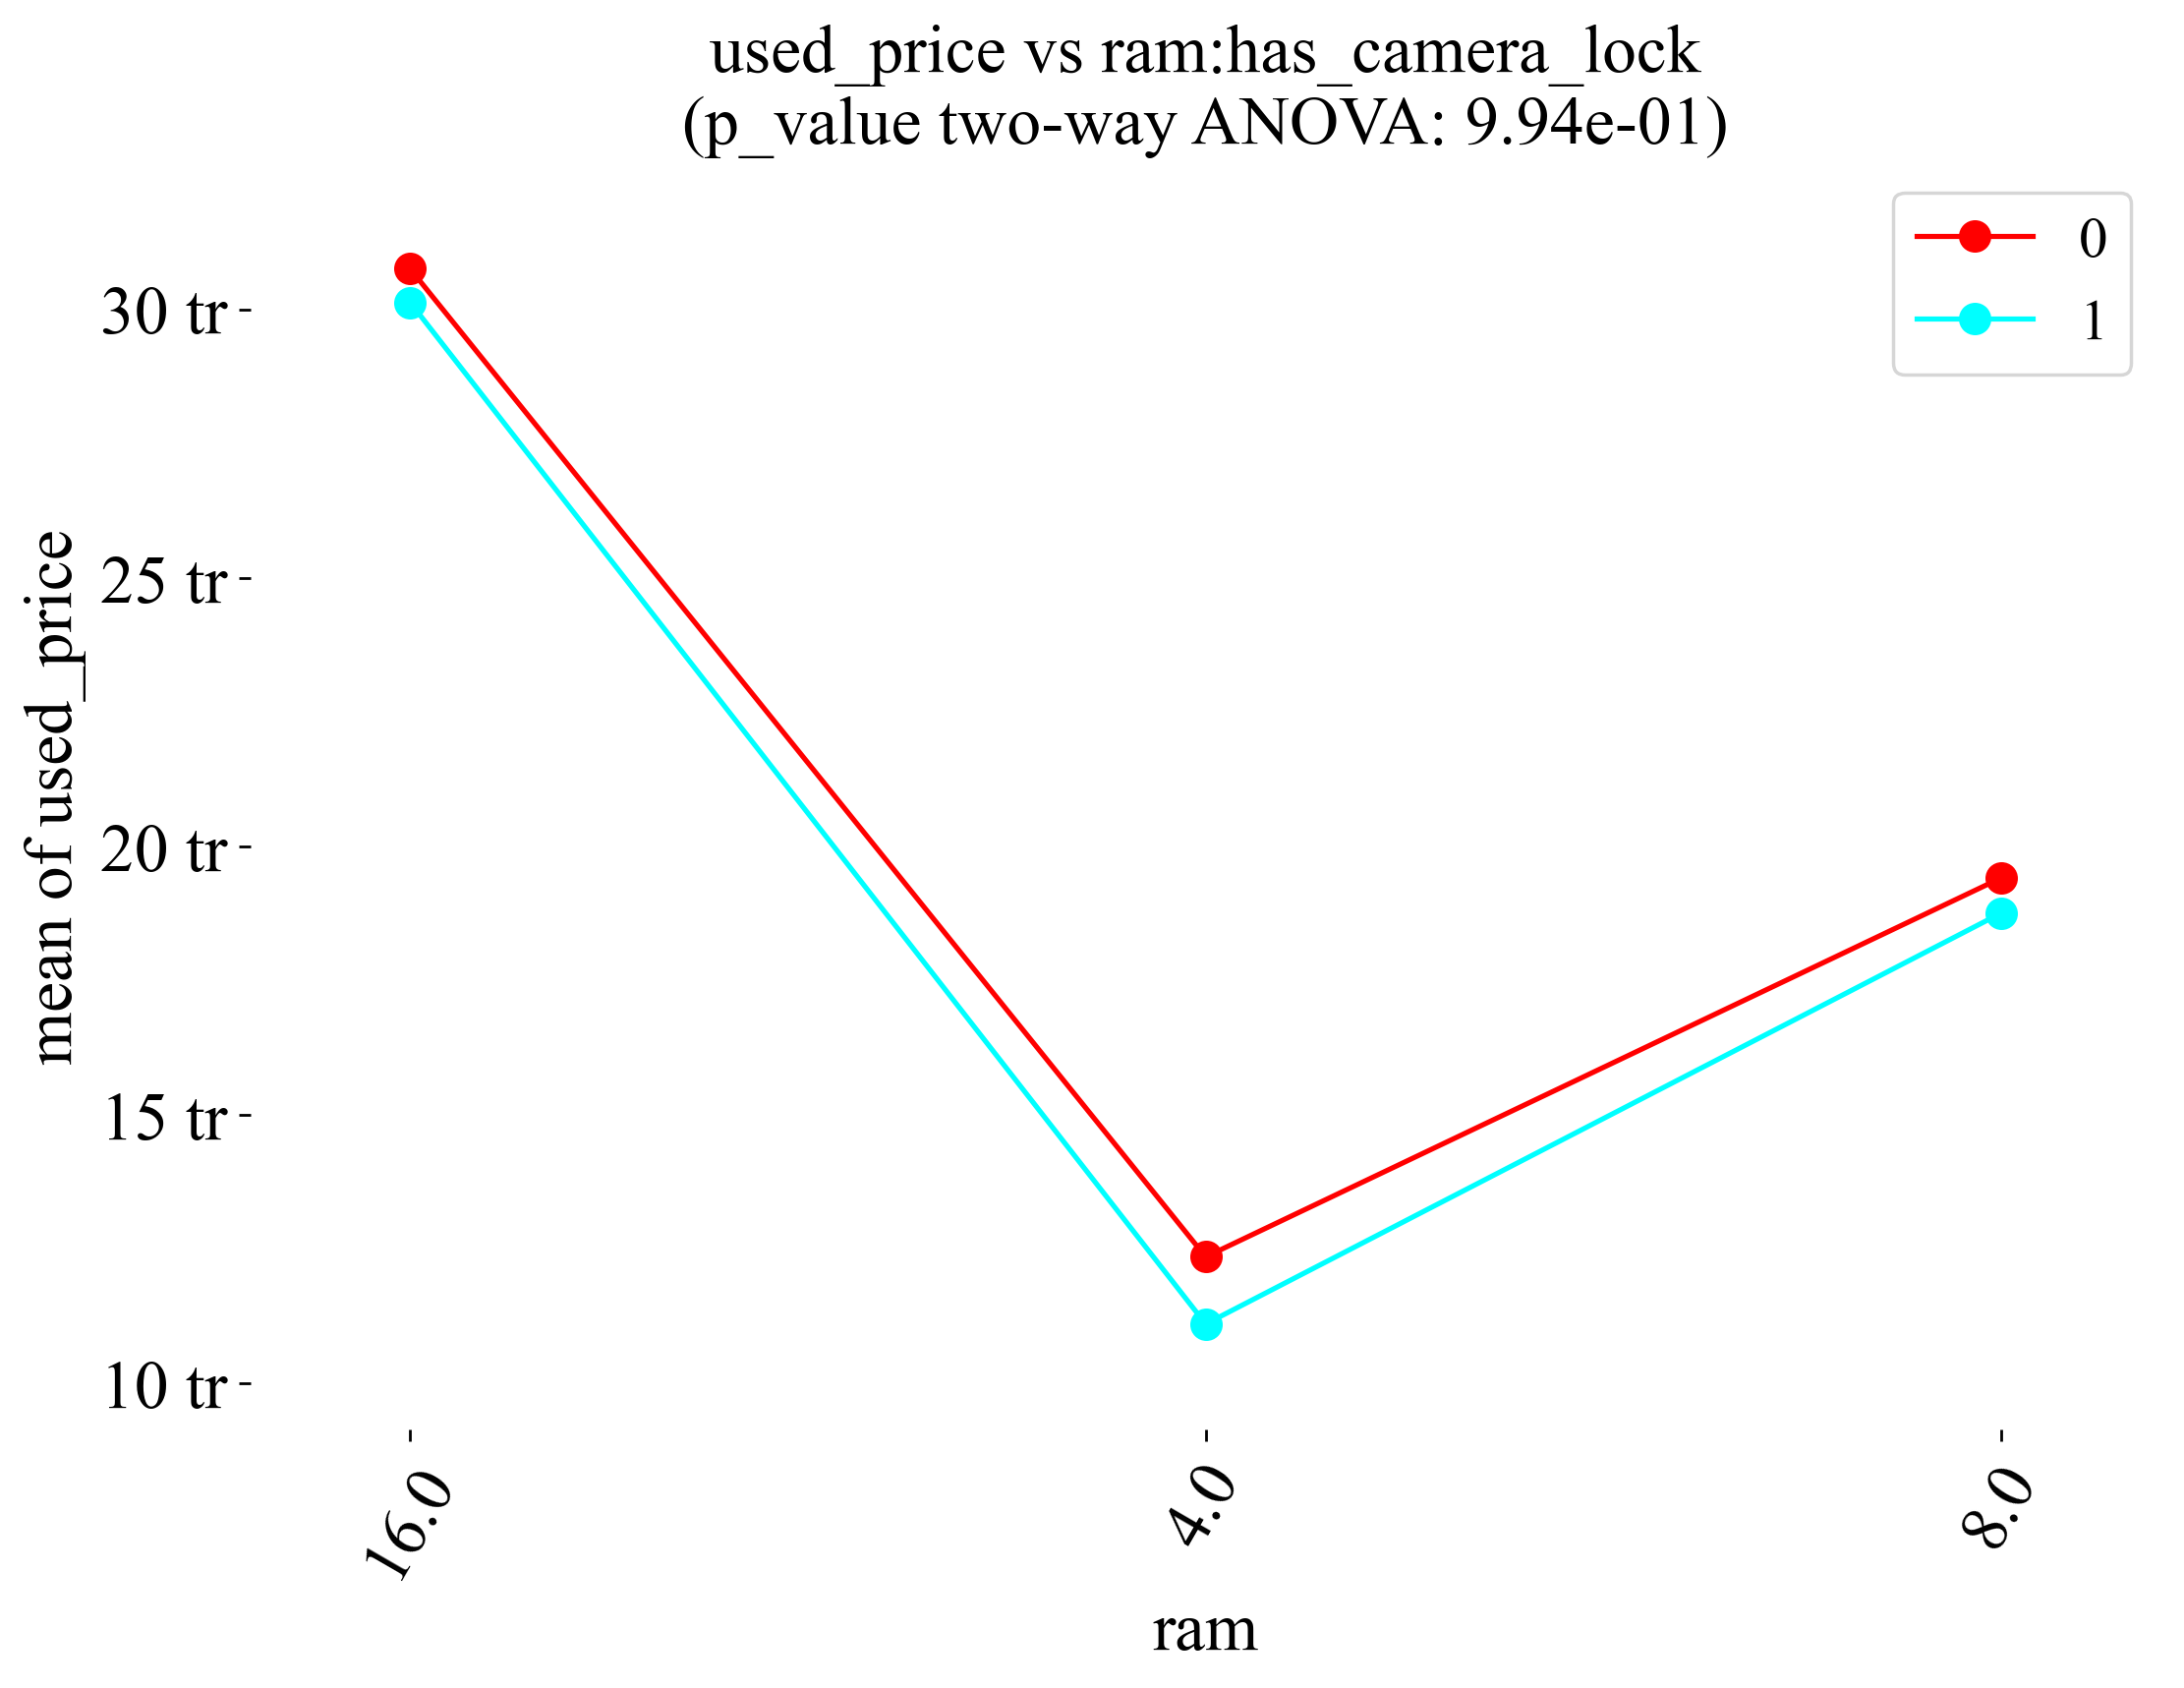 used_price vs ram:has_camera_lock
(p_value two-way ANOVA: 9.94e-01)
0
1
mean of used_price
30 tr
25 tr
20 tr
15 tr
10 tr
16.0
4.0
8.0
ram